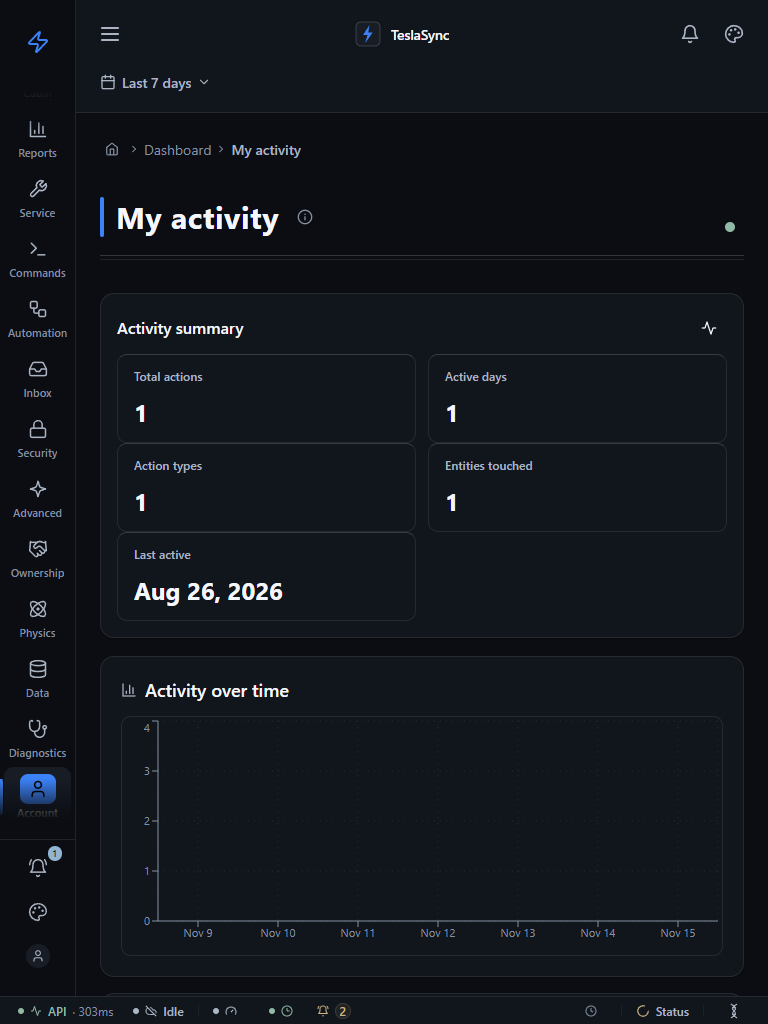 TeslaSync
Last 7 days
Reports
Service
Commands
Automation
Inbox
Security
Advanced
Ownership
Physics
Data
Diagnostics
Account
1
Dashboard
My activity
My activity
Activity summary
Total actions
1
Active days
1
Action types
1
Entities touched
1
Last active
Aug 26, 2026
Activity over time
4
3
2
1
0
Nov 9
Nov 10
Nov 11
Nov 12
Nov 13
Nov 14
Nov 15
API · 303ms
Idle
2
Status